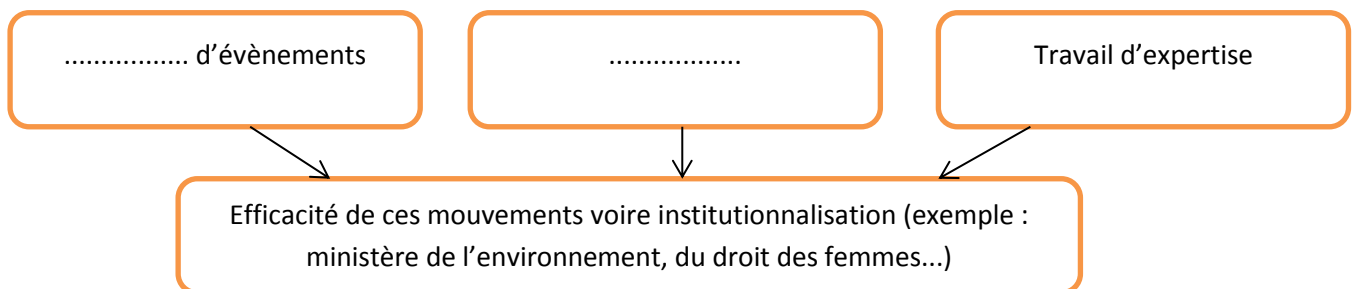 ................. d’évènements
..................
Travail d’expertise
Efficacité de ces mouvements voire institutionnalisation (exemple :
ministère de l’environnement, du droit des femmes...)